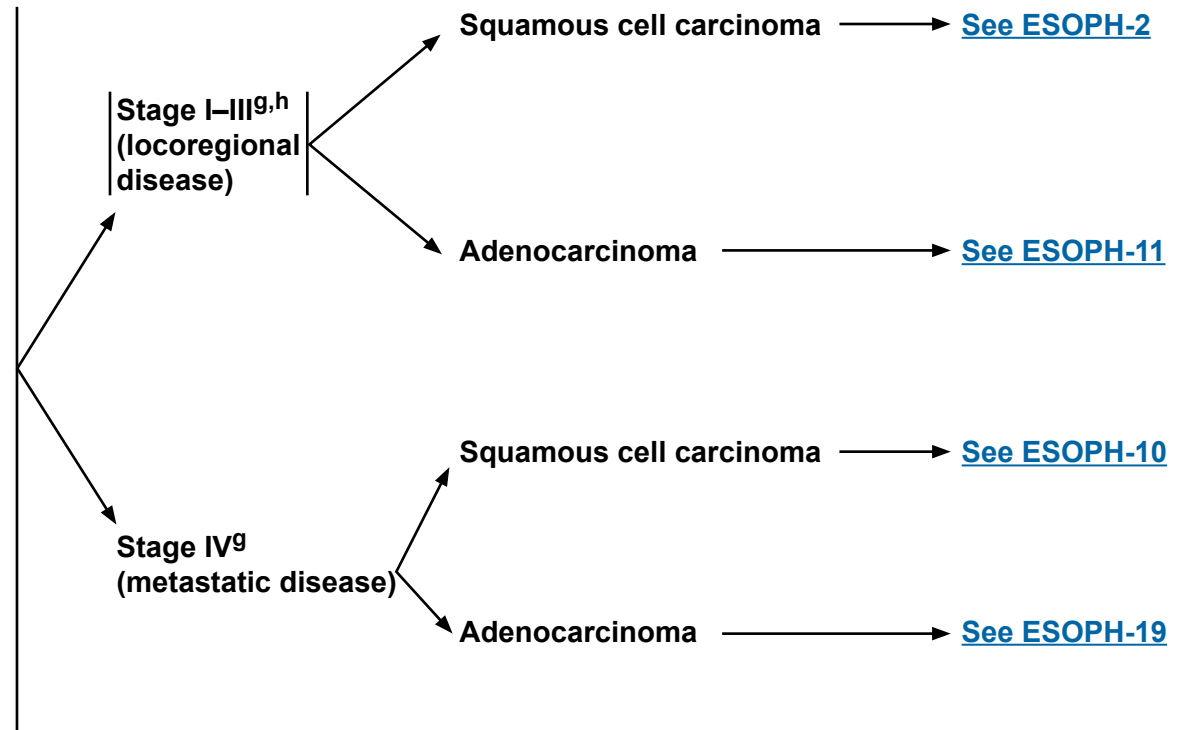 Squamous cell carcinoma
See ESOPH-2
Stage I–IIIg,h
(locoregional
disease)
Adenocarcinoma
See ESOPH-11
Squamous cell carcinoma
See ESOPH-10
Stage IVg
(metastatic disease)
Adenocarcinoma
See ESOPH-19